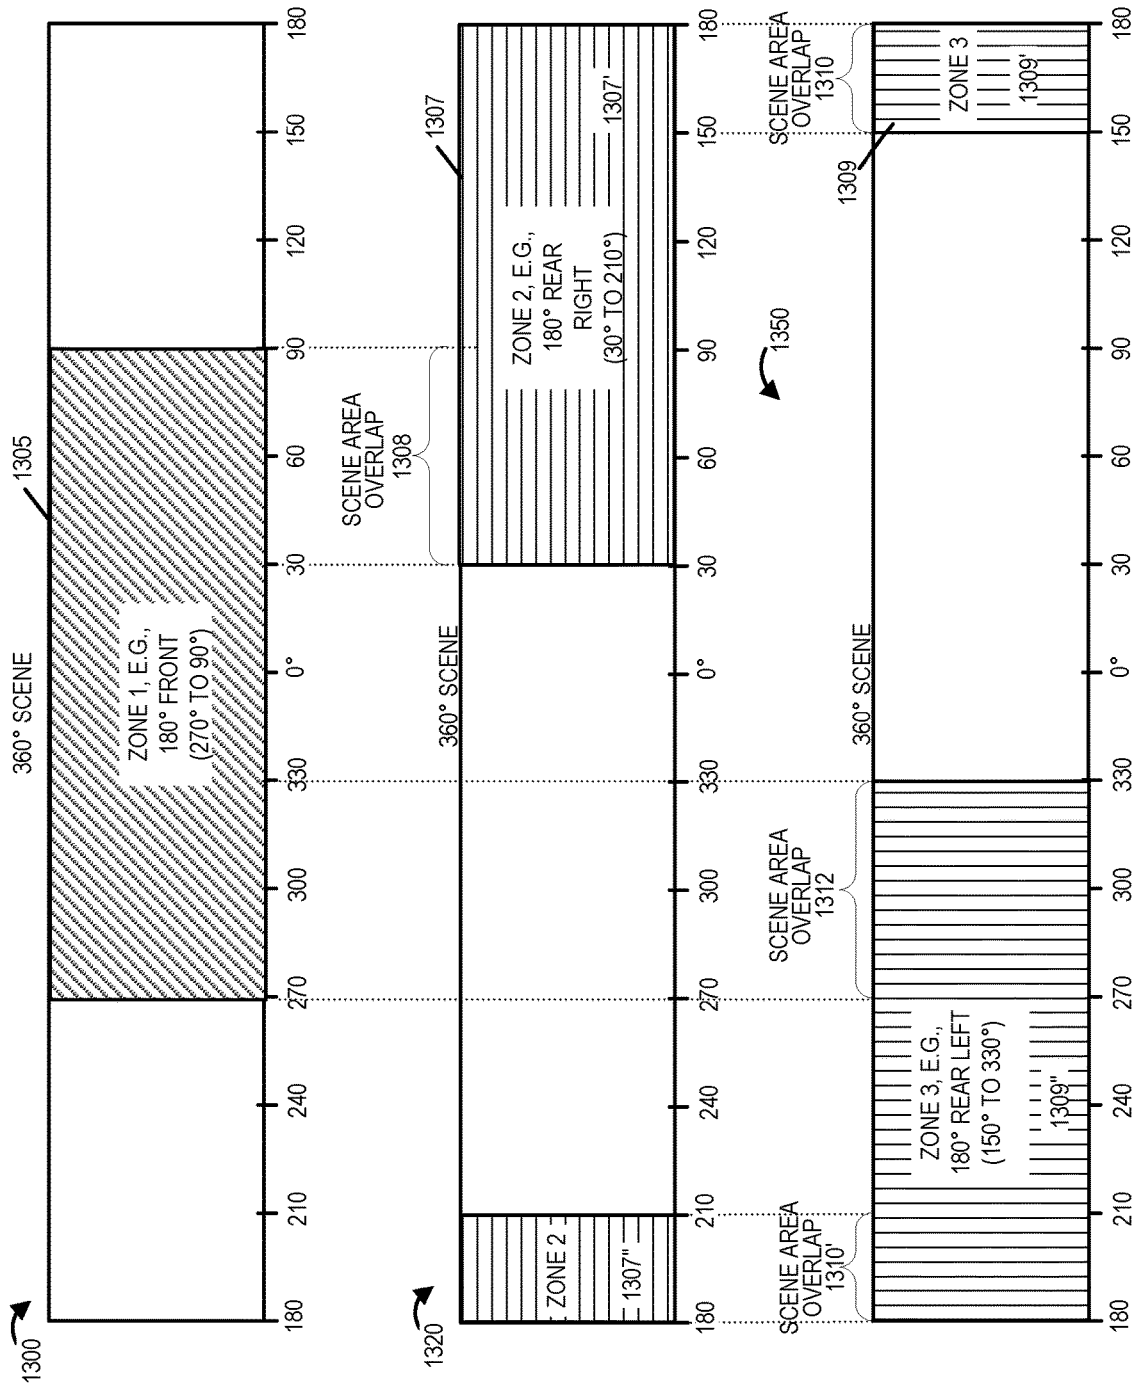 1300
360° SCENE
1305
ZONE 1, E.G.,
180° FRONT
(270° TO 90°)
180
210
240
270
300
330
0°
30
60
90
120
150
180
1320
360° SCENE
SCENE AREA
OVERLAP
1308
1307
ZONE 2
1307"
ZONE 2, E.G.,
180° REAR
RIGHT
(30° TO 210°)
1307'
180
210
240
270
300
330
0°
30
60
90
120
150
180
1350
SCENE AREA
OVERLAP
1310'
SCENE AREA
OVERLAP
1312
360° SCENE
SCENE AREA
OVERLAP
1310
1309
ZONE 3, E.G.,
180° REAR LEFT
(150° TO 330°)
1309"
ZONE 3
1309'
180
210
240
270
300
330
0°
30
60
90
120
150
180